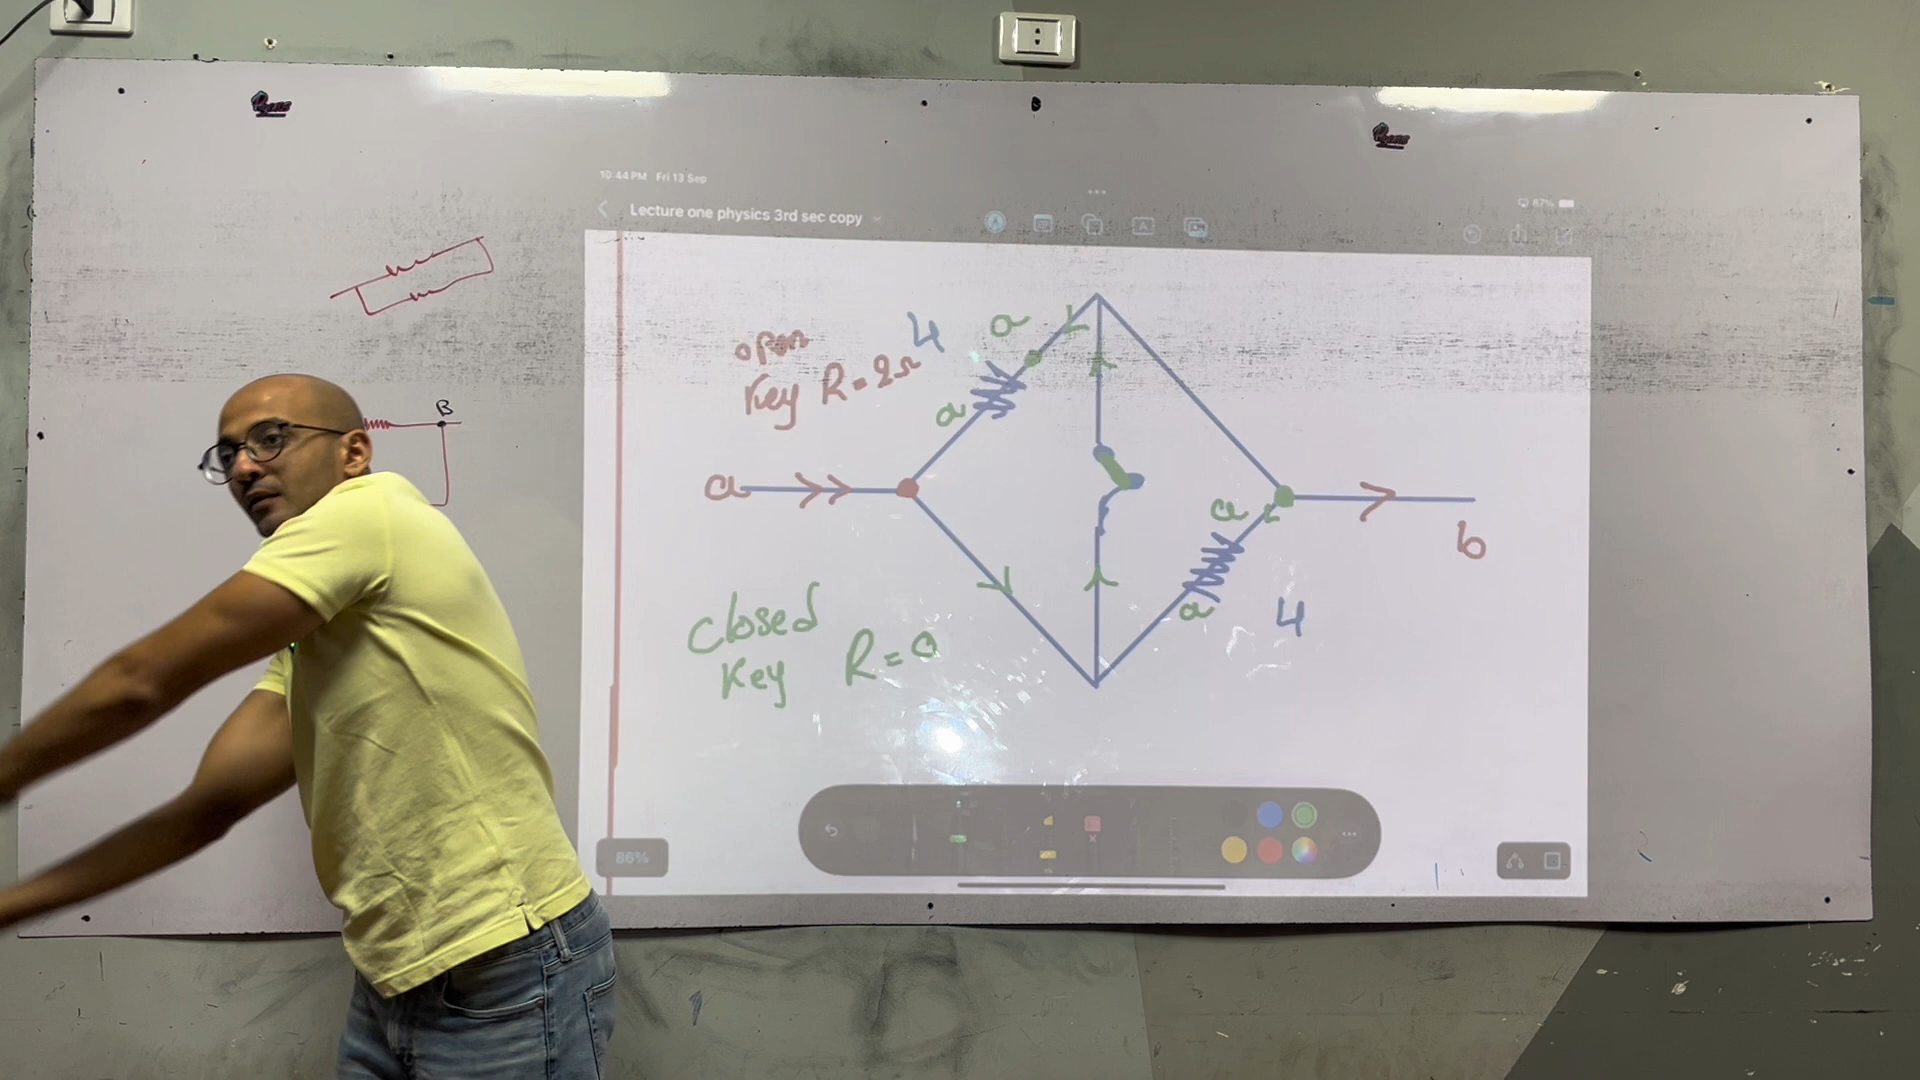 10:44 PM Fri 13 Sep
87%
Lecture one physics 3rd sec copy
open
Key R = 2Ω
4
a
a
a
b
a
a
4
closed
Key R = 0
B
86%